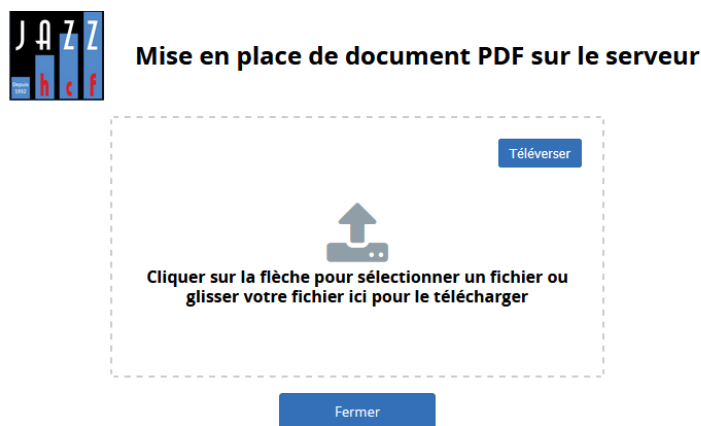 JAZZ
Depuis
1992
hcf
Mise en place de document PDF sur le serveur
Téléverser
Cliquer sur la flèche pour sélectionner un fichier ou
glisser votre fichier ici pour le télécharger
Fermer